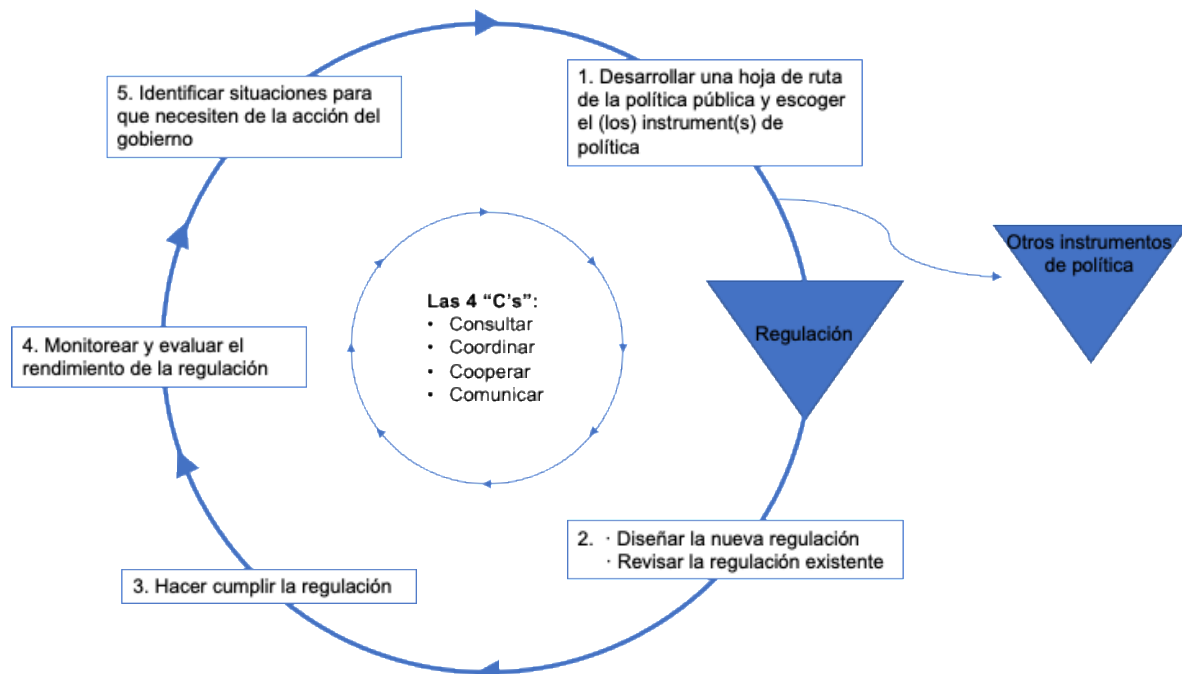 1. Desarrollar una hoja de ruta
de la política pública y escoger
el (los) instrument(s) de
política
5. Identificar situaciones para
que necesiten de la acción del
gobierno
Otros instrumentos
de política
Las 4 “C’s”:
• Consultar
• Coordinar
• Cooperar
• Comunicar
Regulación
4. Monitorear y evaluar el
rendimiento de la regulación
2. · Diseñar la nueva regulación
· Revisar la regulación existente
3. Hacer cumplir la regulación